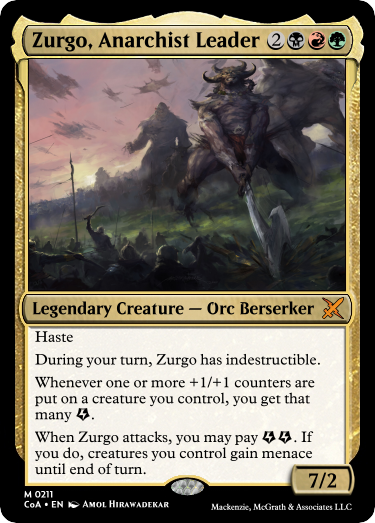 Zurgo, Anarchist Leader 2
Legendary Creature — Orc Berserker
Haste
During your turn, Zurgo has indestructible.
Whenever one or more +1/+1 counters are
put on a creature you control, you get that
many .
When Zurgo attacks, you may pay . If
you do, creatures you control gain menace
until end of turn.
7/2
M 0211
CoA • EN Amol Hirawadekar
Mackenzie, McGrath & Associates LLC